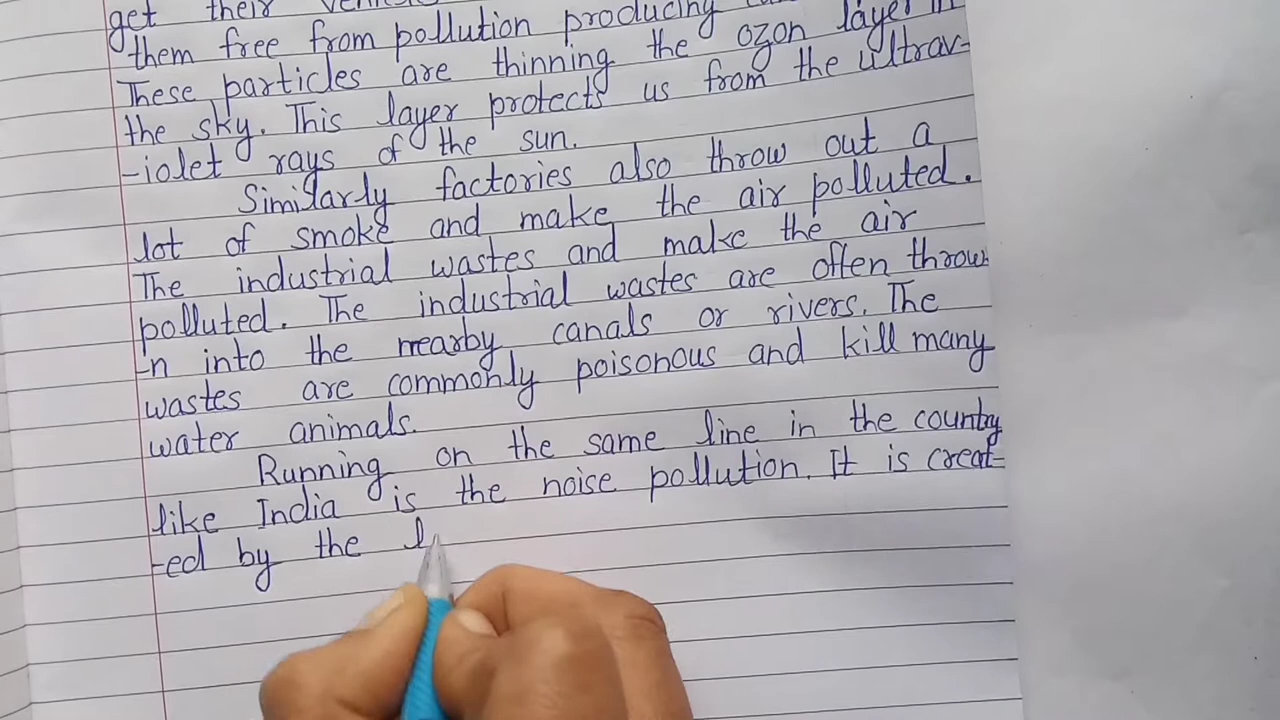 get their
them free from pollution producing
These particles are thinning the ozon layer in
the sky. This layer protects us from the ultrav-
-iolet rays of the sun.
Similarly factories also throw out a
lot of smoke and make the air polluted.
The industrial wastes and make the air
polluted. The industrial wastes are often throw
-n into the nearby canals or rivers. The
wastes are commonly poisonous and kill many
water animals.
Running on the same line in the country
like India is the noise pollution. It is creat-
-ed by the l